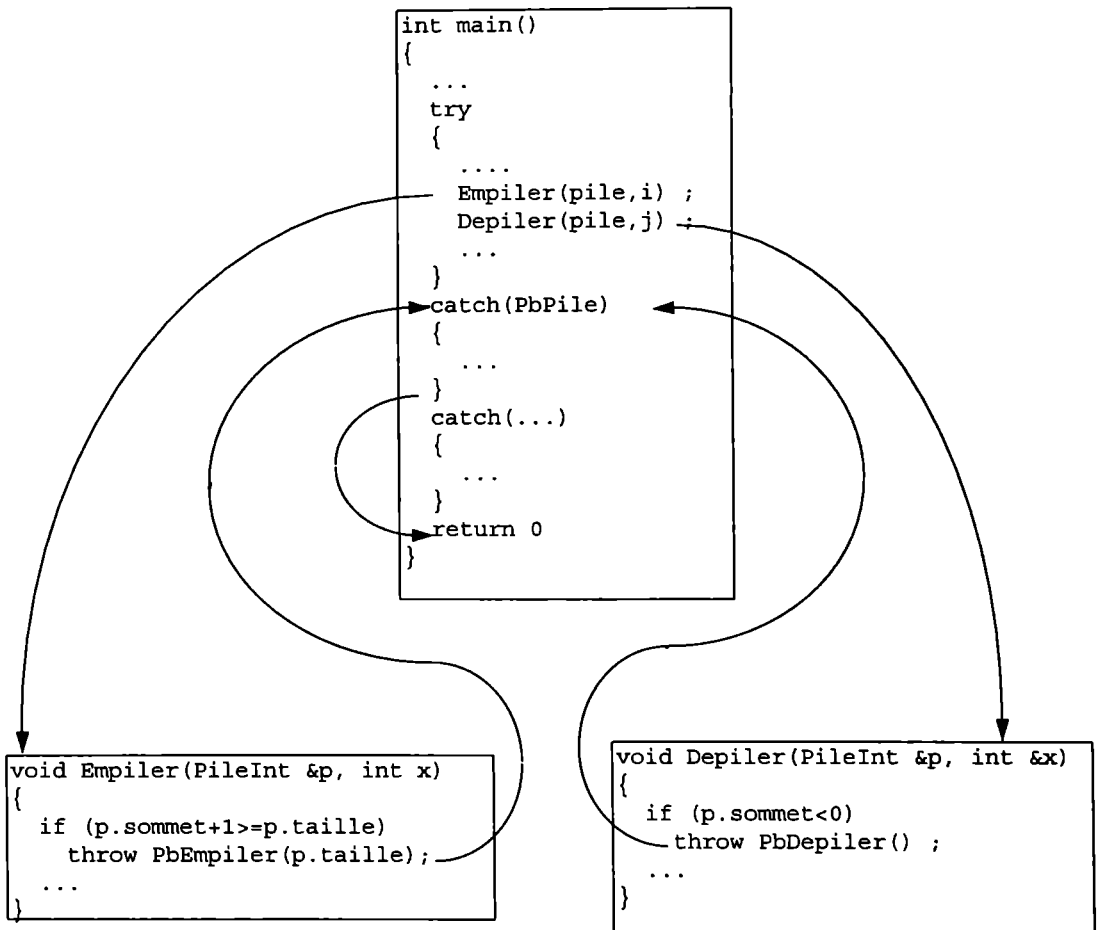 int main()
{
...
try
{
....
Empiler(pile,i) ;
Depiler(pile,j) ;
...
}
catch(PbPile)
{
...
}
catch(...)
{
...
}
return 0
}
void Empiler(PileInt &p, int x)
{
if (p.sommet+1>=p.taille)
throw PbEmpiler(p.taille);
...
}
void Depiler(PileInt &p, int &x)
{
if (p.sommet<0)
throw PbDepiler() ;
...
}